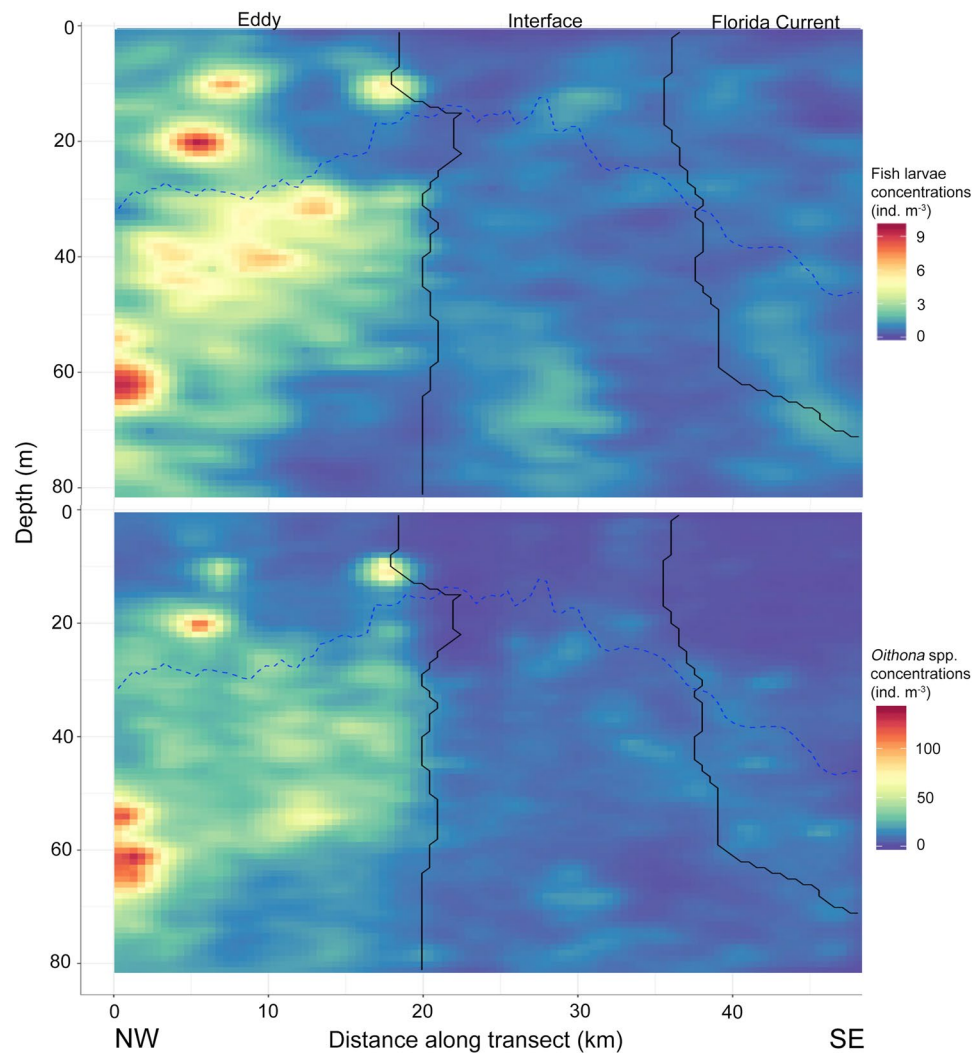 Eddy Interface Florida Current
0
20
40
60
80
Fish larvae
concentrations
(ind. m⁻³)
9
6
3
0
Depth (m)
0
20
40
60
80
Oithona spp.
concentrations
(ind. m⁻³)
100
50
0
0 10 20 30 40
NW Distance along transect (km) SE